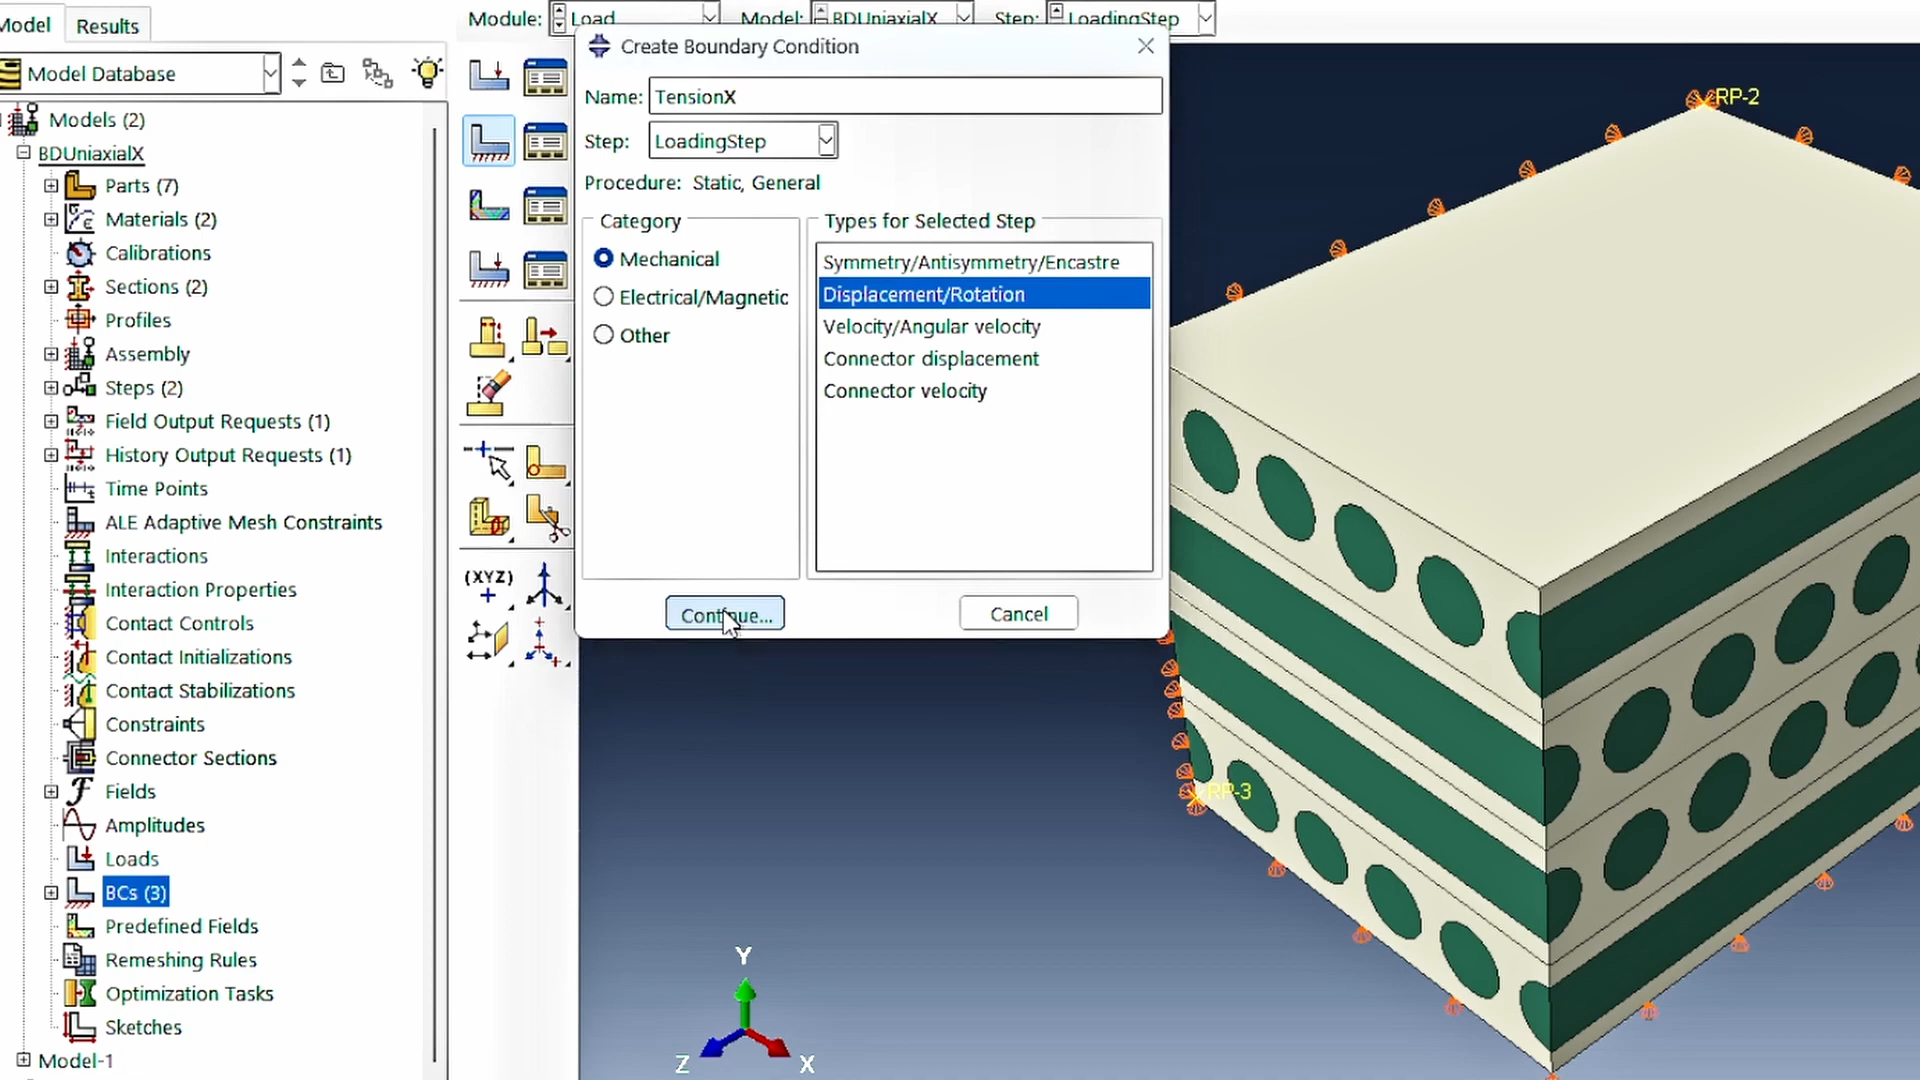 Model
Results
Module:
Load
Model:
BDUniaxialX
Step:
LoadingStep
Model Database
Models (2)
BDUniaxialX
Parts (7)
Materials (2)
Calibrations
Sections (2)
Profiles
Assembly
Steps (2)
Field Output Requests (1)
History Output Requests (1)
Time Points
ALE Adaptive Mesh Constraints
Interactions
Interaction Properties
Contact Controls
Contact Initializations
Contact Stabilizations
Constraints
Connector Sections
Fields
Amplitudes
Loads
BCs (3)
Predefined Fields
Remeshing Rules
Optimization Tasks
Sketches
Model-1
(XYZ)
Create Boundary Condition
Name:
TensionX
Step:
LoadingStep
Procedure: Static, General
Category
Mechanical
Electrical/Magnetic
Other
Types for Selected Step
Symmetry/Antisymmetry/Encastre
Displacement/Rotation
Velocity/Angular velocity
Connector displacement
Connector velocity
Continue...
Cancel
RP-2
RP-3
Y
Z
X